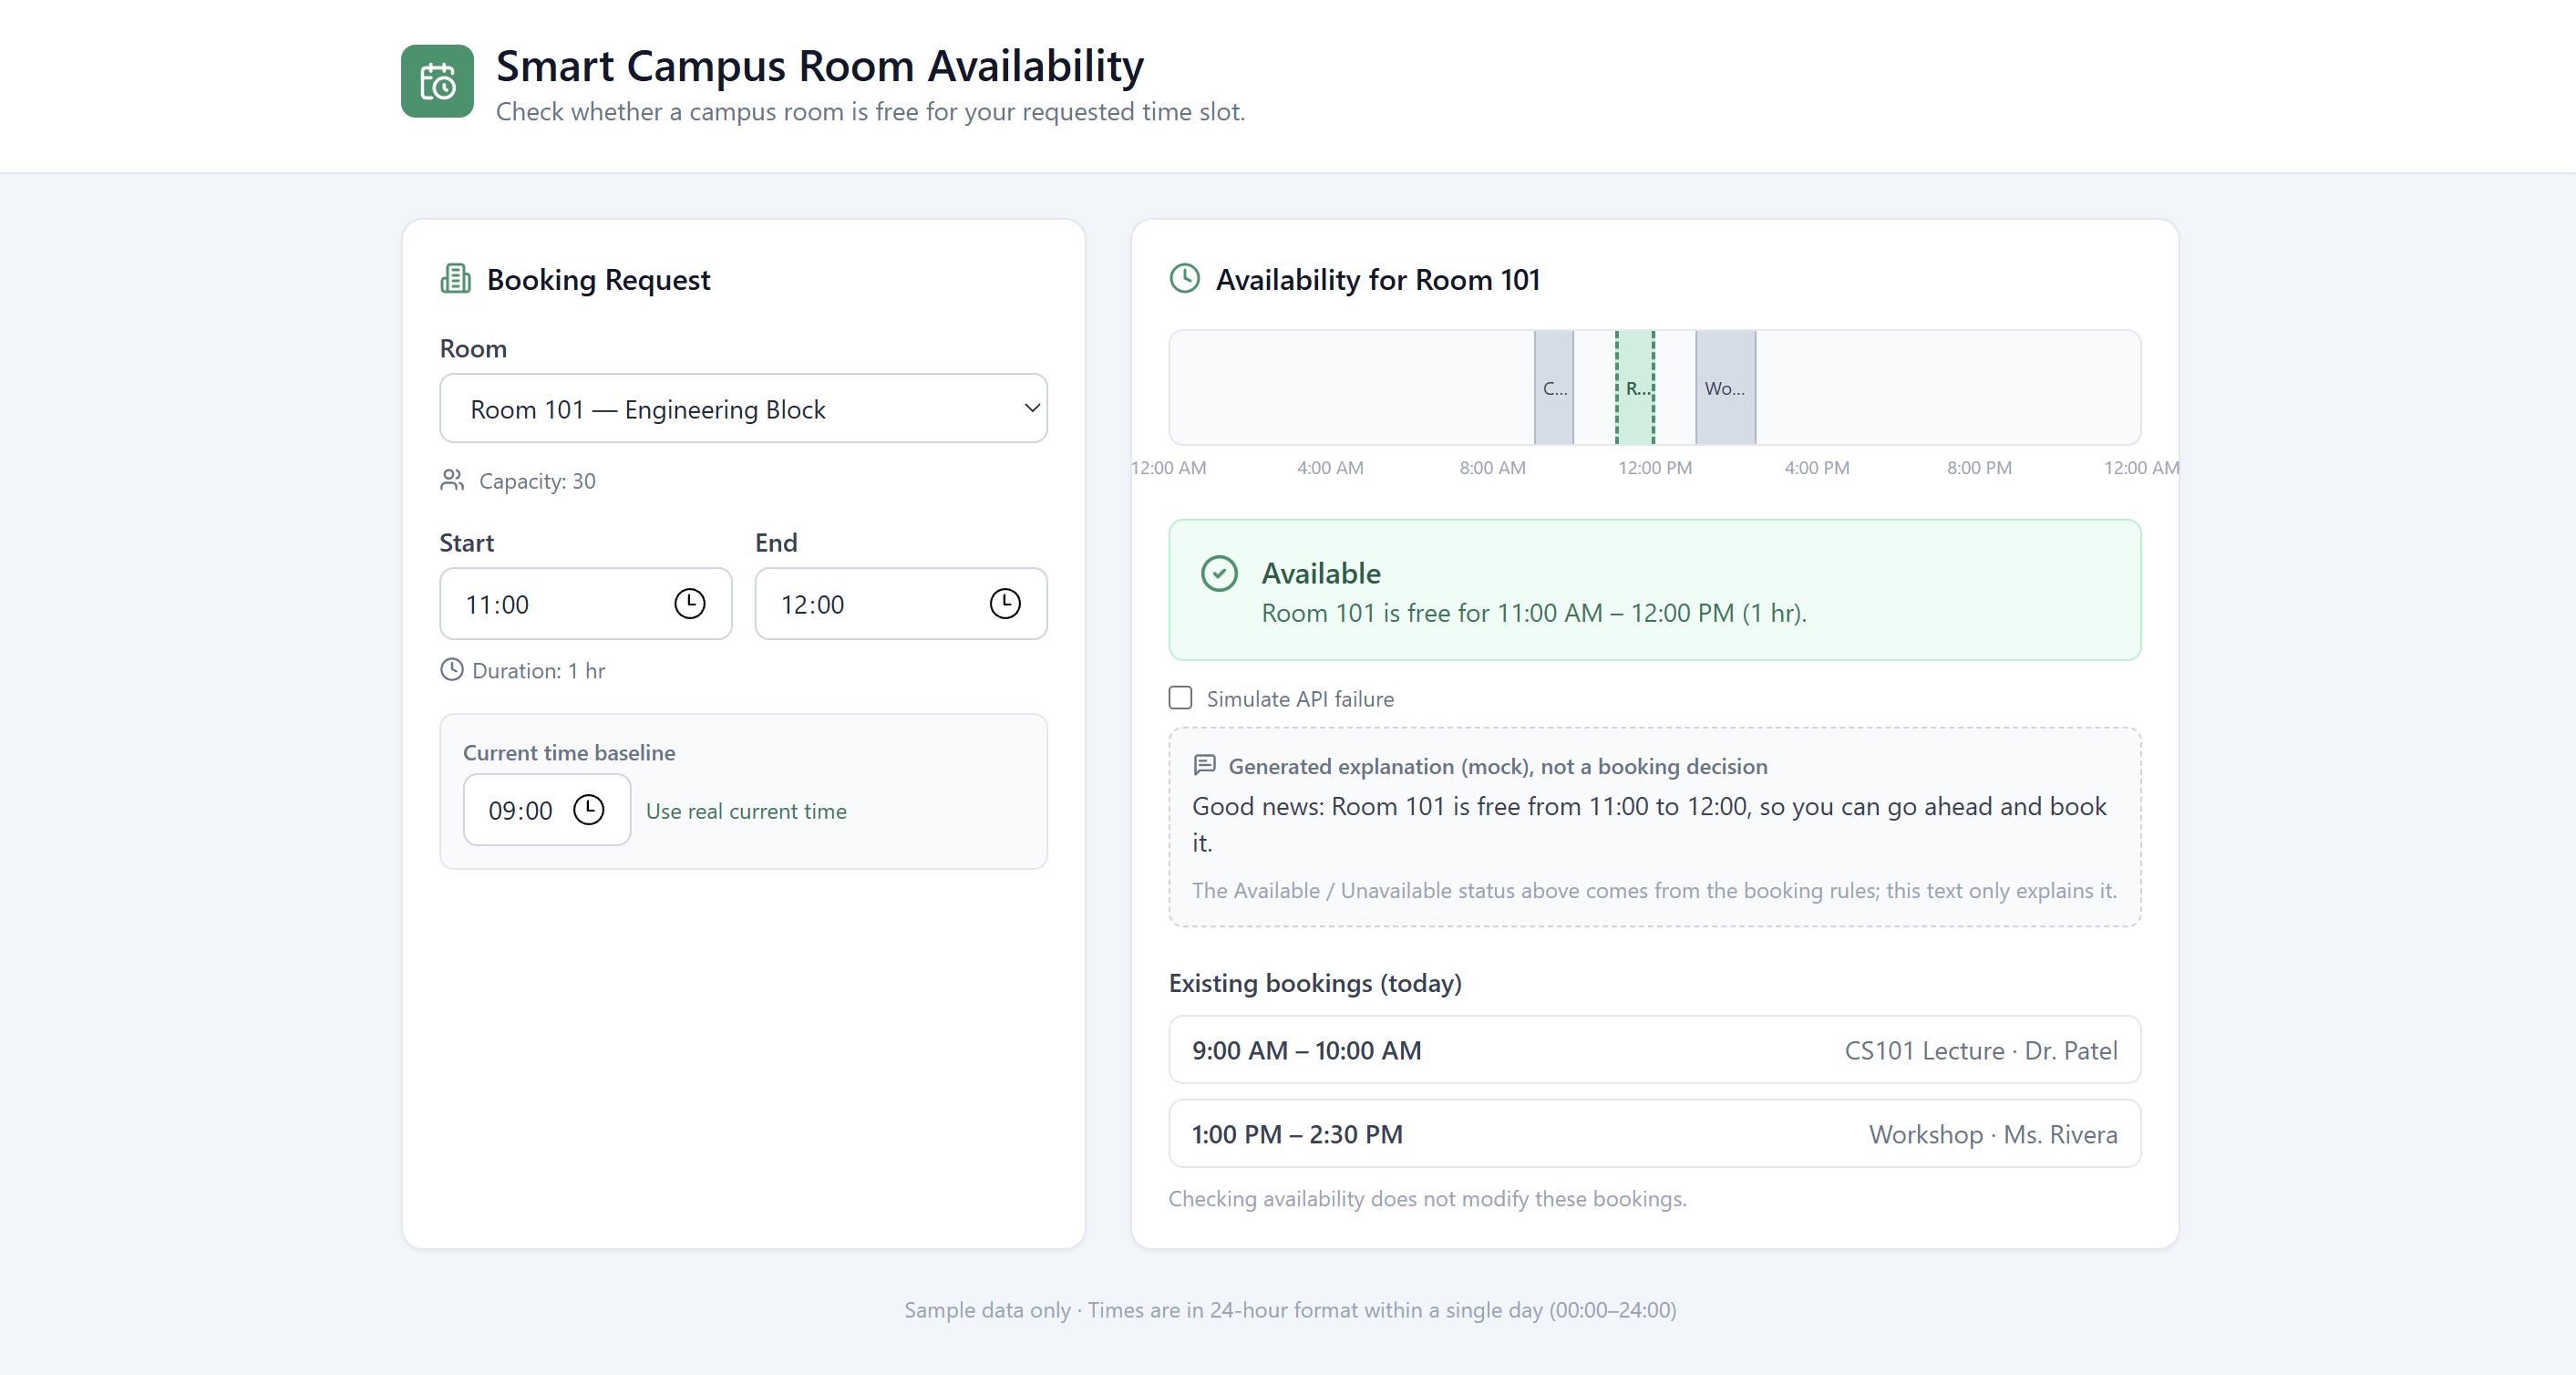 Smart Campus Room Availability
Check whether a campus room is free for your requested time slot.
Booking Request
Room
Room 101 — Engineering Block
Capacity: 30
Start
End
11:00
12:00
Duration: 1 hr
Current time baseline
09:00
Use real current time
Availability for Room 101
C...
R...
Wo...
12:00 AM
4:00 AM
8:00 AM
12:00 PM
4:00 PM
8:00 PM
12:00 AM
Available
Room 101 is free for 11:00 AM – 12:00 PM (1 hr).
Simulate API failure
Generated explanation (mock), not a booking decision
Good news: Room 101 is free from 11:00 to 12:00, so you can go ahead and book
it.
The Available / Unavailable status above comes from the booking rules; this text only explains it.
Existing bookings (today)
9:00 AM – 10:00 AM
CS101 Lecture · Dr. Patel
1:00 PM – 2:30 PM
Workshop · Ms. Rivera
Checking availability does not modify these bookings.
Sample data only · Times are in 24-hour format within a single day (00:00–24:00)